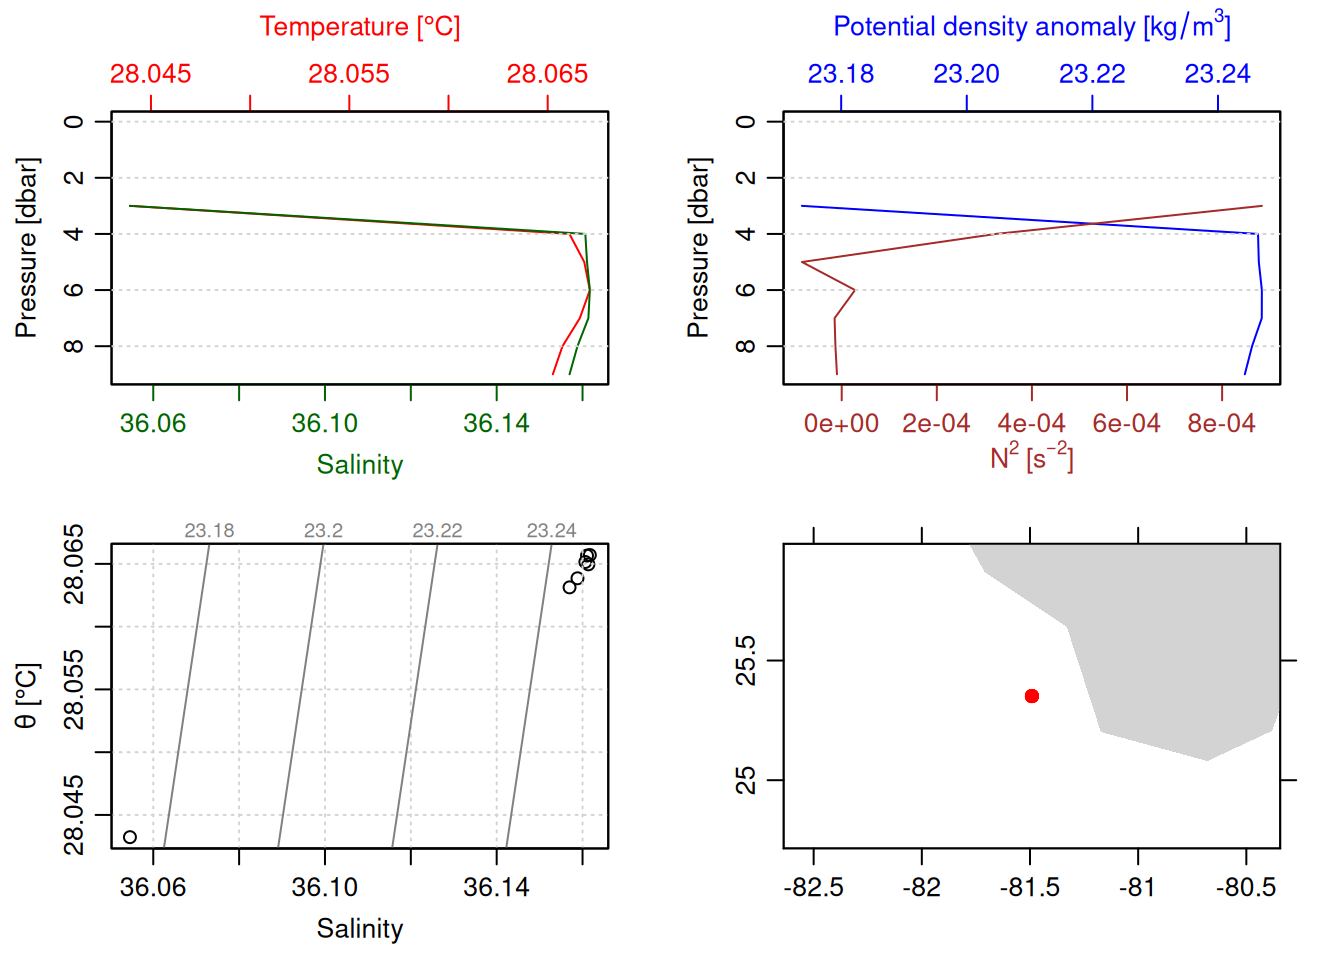 Temperature [°C]
28.045 28.055 28.065
Pressure [dbar]
0
2
4
6
8
36.06 36.10 36.14
Salinity
Potential density anomaly [kg/m³]
23.18 23.20 23.22 23.24
Pressure [dbar]
0
2
4
6
8
0e+00 2e-04 4e-04 6e-04 8e-04
N² [s⁻²]
23.18 23.2 23.22 23.24
θ [°C]
28.065
28.055
28.045
36.06 36.10 36.14
Salinity
25.5
25
-82.5 -82 -81.5 -81 -80.5